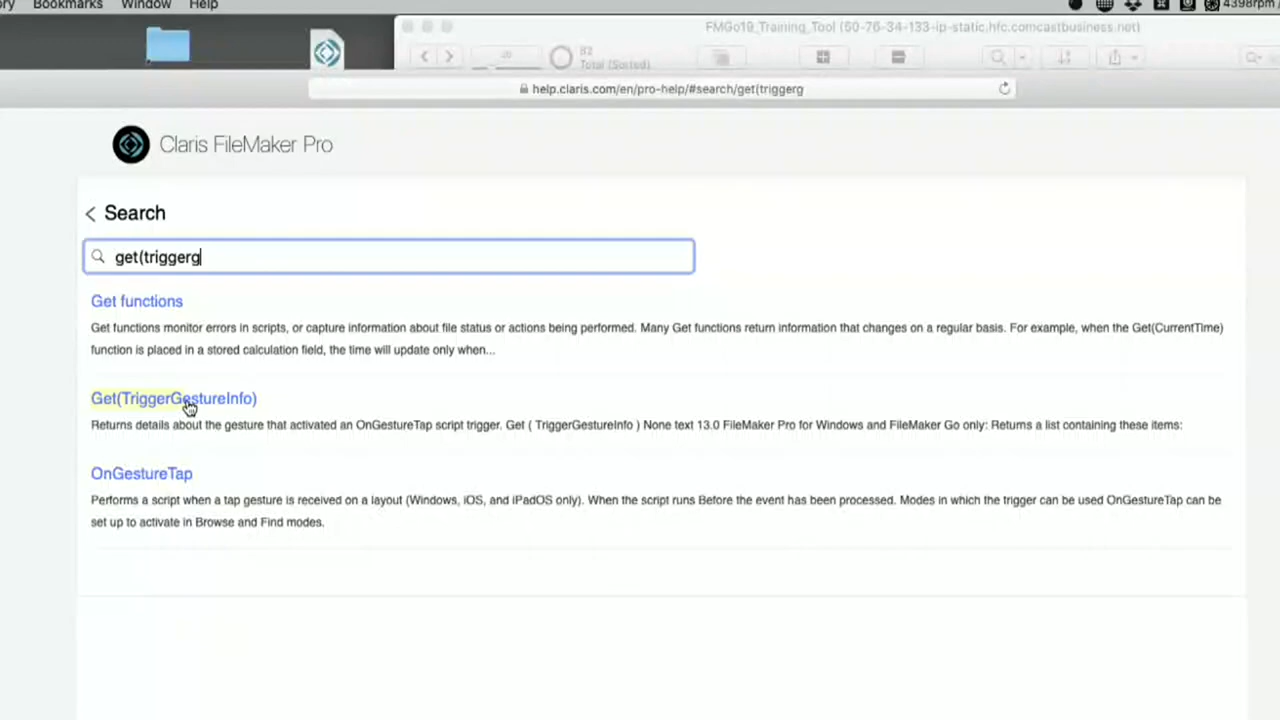 ory Bookmarks Window Help 4398rpm
FMGo19_Training_Tool (50-76-34-133-ip-static.hfc.comcastbusiness.net)
20 82
Total (Sorted)
help.claris.com/en/pro-help/#search/get(triggerg
Claris FileMaker Pro
Search
get(triggerg
Get functions
Get functions monitor errors in scripts, or capture information about file status or actions being performed. Many Get functions return information that changes on a regular basis. For example, when the Get(CurrentTime)
function is placed in a stored calculation field, the time will update only when...
Get(TriggerGestureInfo)
Returns details about the gesture that activated an OnGestureTap script trigger. Get ( TriggerGestureInfo ) None text 13.0 FileMaker Pro for Windows and FileMaker Go only: Returns a list containing these items:
OnGestureTap
Performs a script when a tap gesture is received on a layout (Windows, iOS, and iPadOS only). When the script runs Before the event has been processed. Modes in which the trigger can be used OnGestureTap can be
set up to activate in Browse and Find modes.